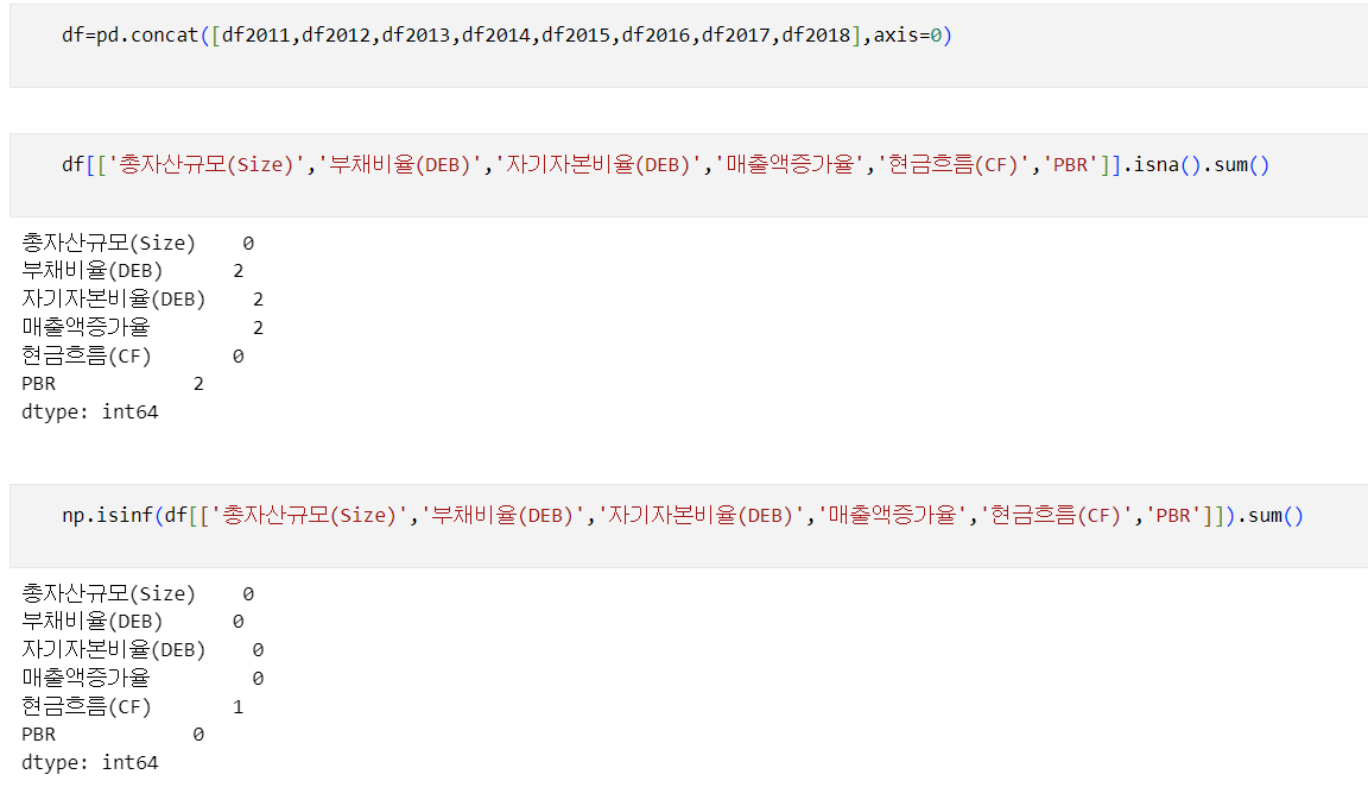 df=pd.concat([df2011,df2012,df2013,df2014,df2015,df2016,df2017,df2018],axis=0)
df[['총자산규모(Size)','부채비율(DEB)','자기자본비율(DEB)','매출액증가율','현금흐름(CF)','PBR']].isna().sum()
총자산규모(Size) 0
부채비율(DEB) 2
자기자본비율(DEB) 2
매출액증가율 2
현금흐름(CF) 0
PBR 2
dtype: int64
np.isinf(df[['총자산규모(Size)','부채비율(DEB)','자기자본비율(DEB)','매출액증가율','현금흐름(CF)','PBR']]).sum()
총자산규모(Size) 0
부채비율(DEB) 0
자기자본비율(DEB) 0
매출액증가율 0
현금흐름(CF) 1
PBR 0
dtype: int64